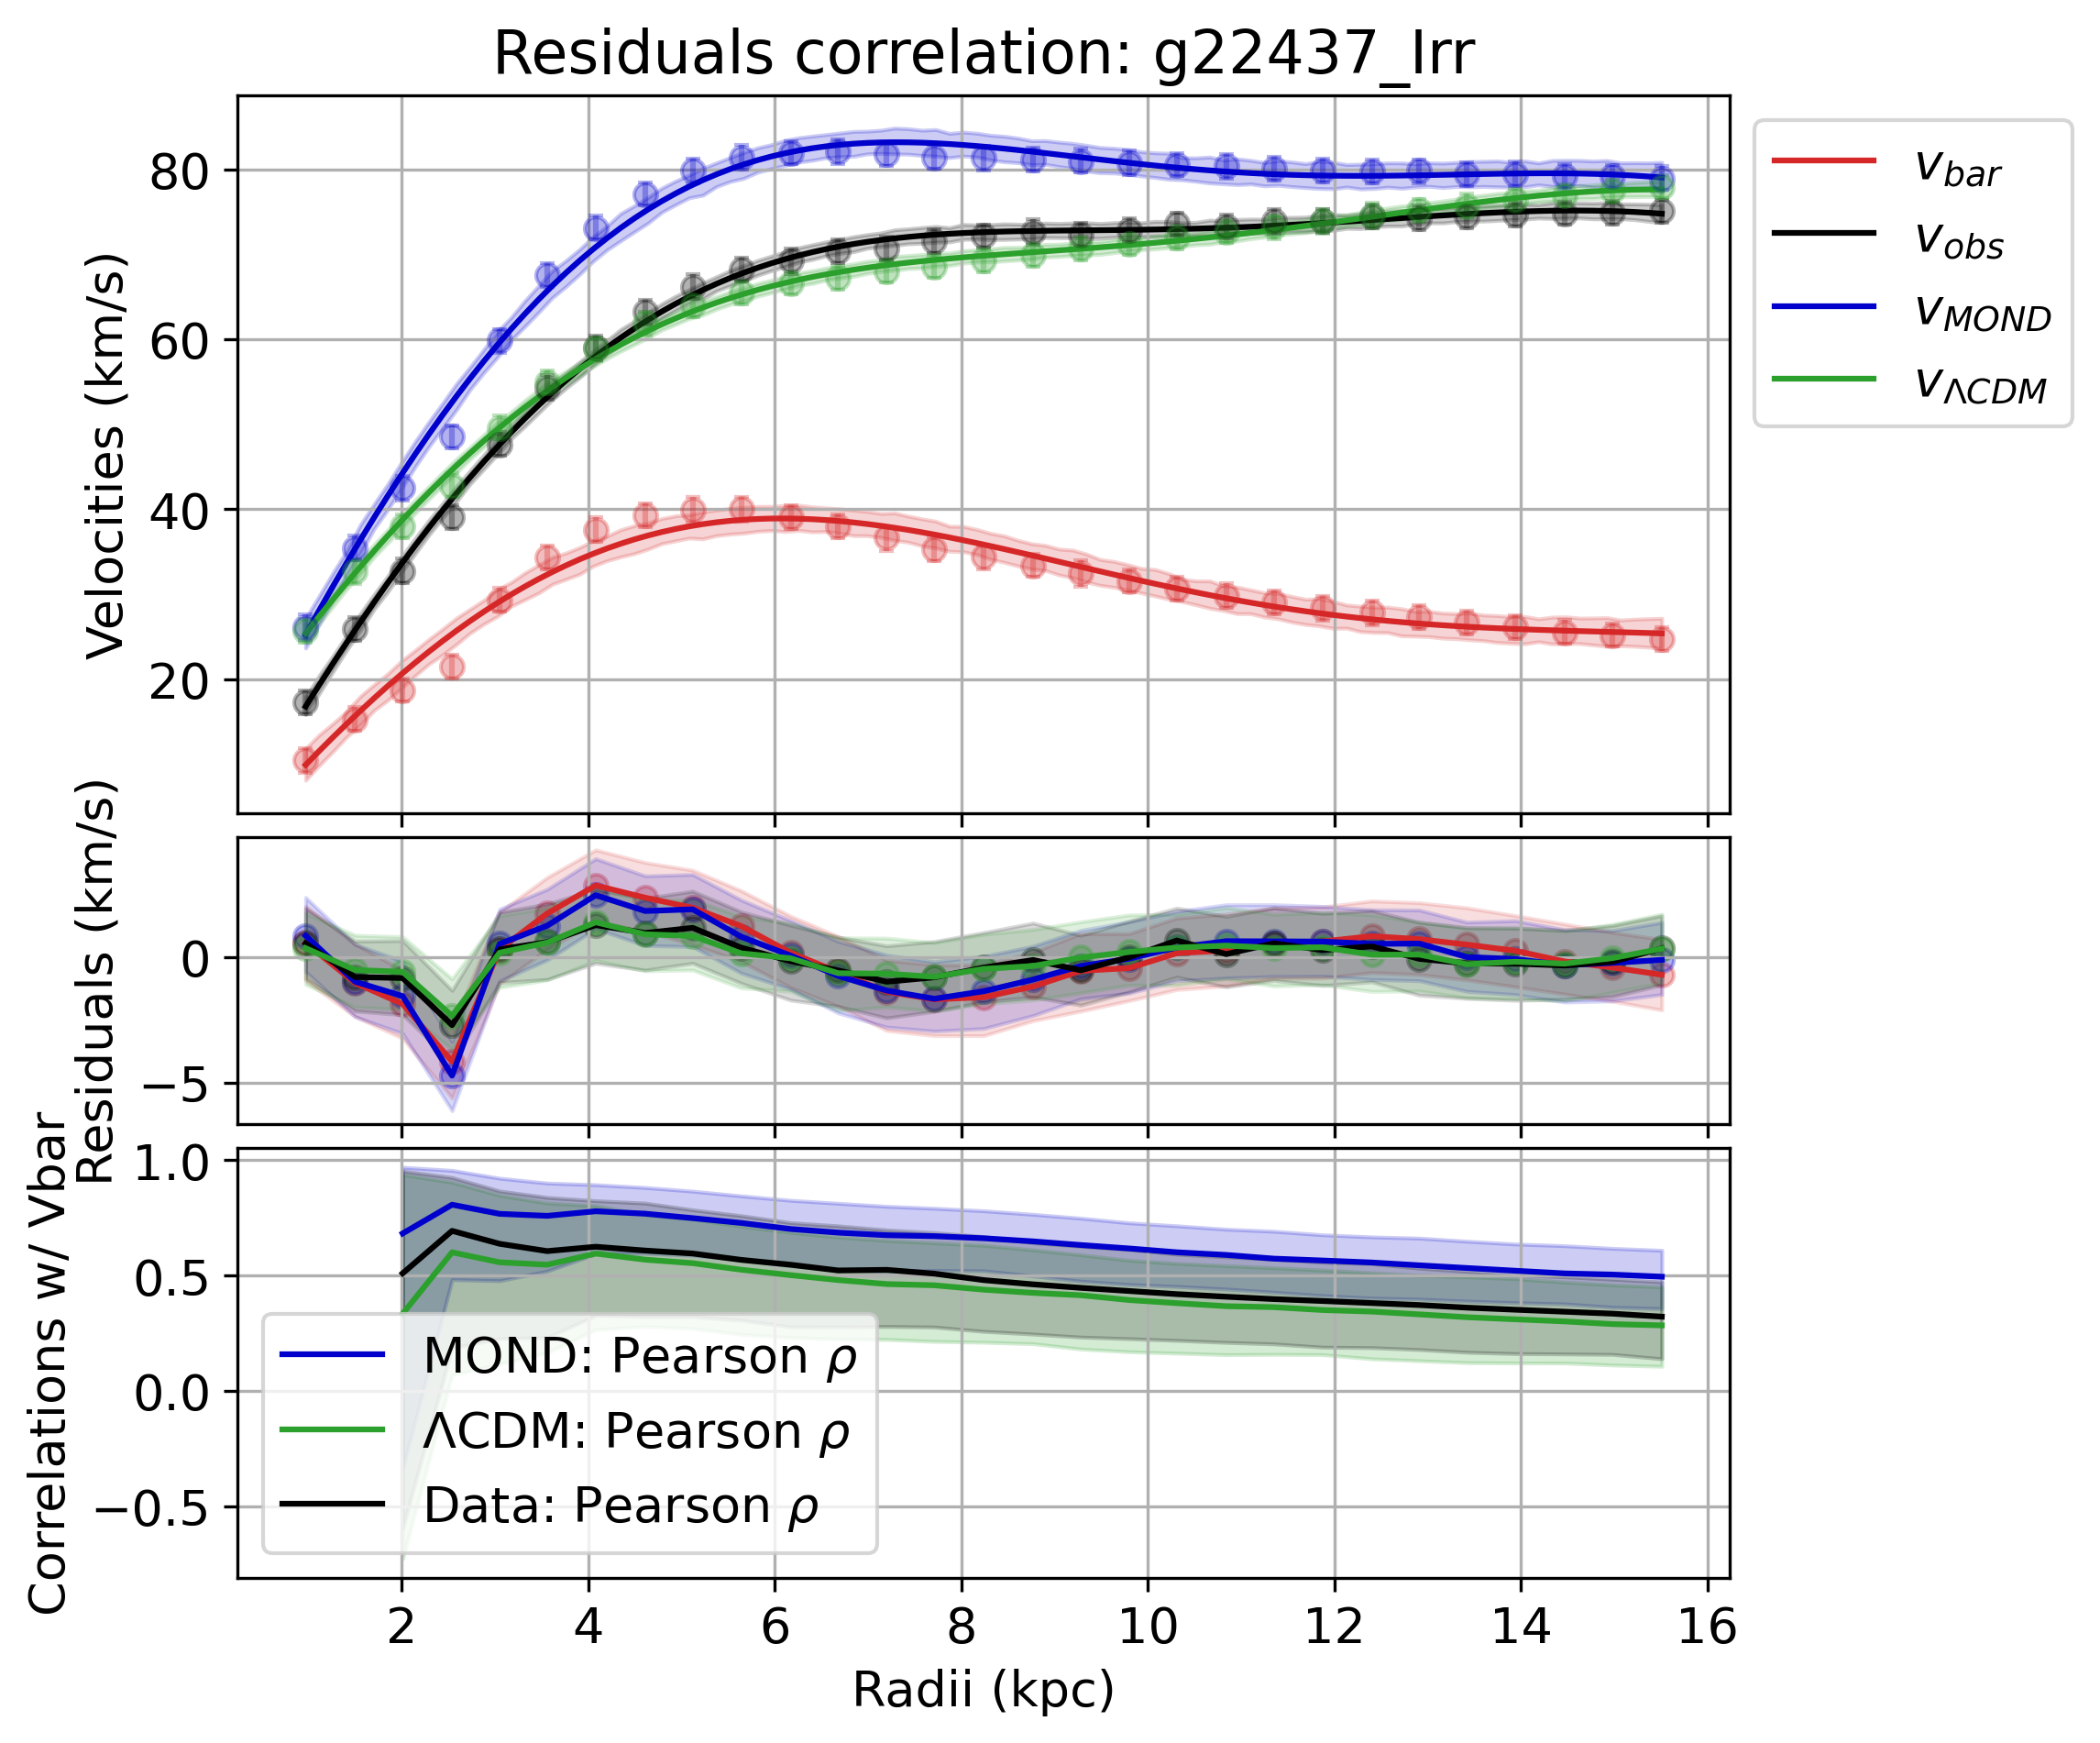 Residuals correlation: g22437_Irr
Velocities (km/s)
80
60
40
20
v_bar
v_obs
v_MOND
v_ΛCDM
Residuals (km/s)
0
−5
Correlations w/ Vbar
1.0
0.5
0.0
−0.5
MOND: Pearson ρ
ΛCDM: Pearson ρ
Data: Pearson ρ
2 4 6 8 10 12 14 16
Radii (kpc)